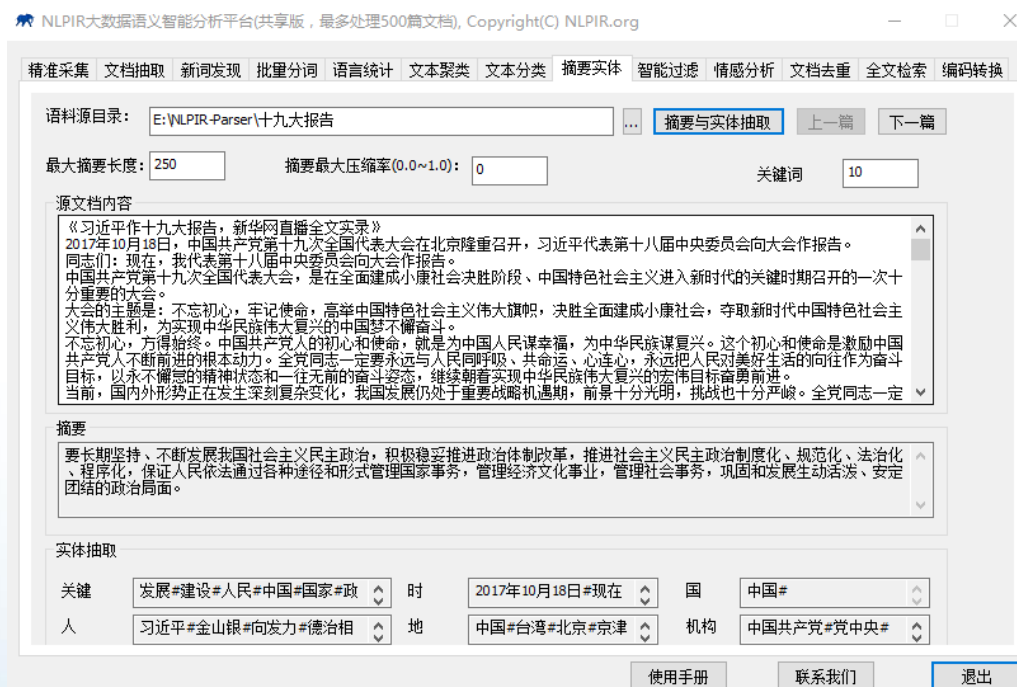 NLPIR大数据语义智能分析平台(共享版，最多处理500篇文档), Copyright(C) NLPIR.org
精准采集 文档抽取 新词发现 批量分词 语言统计 文本聚类 文本分类 摘要实体 智能过滤 情感分析 文档去重 全文检索 编码转换
语料源目录： E:\NLPIR-Parser\十九大报告 ... 摘要与实体抽取 上一篇 下一篇
最大摘要长度: 250 摘要最大压缩率(0.0~1.0): 0 关键词 10
源文档内容
《习近平作十九大报告，新华网直播全文实录》
2017年10月18日，中国共产党第十九次全国代表大会在北京隆重召开，习近平代表第十八届中央委员会向大会作报告。
同志们：现在，我代表第十八届中央委员会向大会作报告。
中国共产党第十九次全国代表大会，是在全面建成小康社会决胜阶段、中国特色社会主义进入新时代的关键时期召开的一次十
分重要的大会。
大会的主题是：不忘初心，牢记使命，高举中国特色社会主义伟大旗帜，决胜全面建成小康社会，夺取新时代中国特色社会主
义伟大胜利，为实现中华民族伟大复兴的中国梦不懈奋斗。
不忘初心，方得始终。中国共产党人的初心和使命，就是为中国人民谋幸福，为中华民族谋复兴。这个初心和使命是激励中国
共产党人不断前进的根本动力。全党同志一定要永远与人民同呼吸、共命运、心连心，永远把人民对美好生活的向往作为奋斗
目标，以永不懈怠的精神状态和一往无前的奋斗姿态，继续朝着实现中华民族伟大复兴的宏伟目标奋勇前进。
当前，国内外形势正在发生深刻复杂变化，我国发展仍处于重要战略机遇期，前景十分光明，挑战也十分严峻。全党同志一定
摘要
要长期坚持、不断发展我国社会主义民主政治，积极稳妥推进政治体制改革，推进社会主义民主政治制度化、规范化、法治化
、程序化，保证人民依法通过各种途径和形式管理国家事务，管理经济文化事业，管理社会事务，巩固和发展生动活泼、安定
团结的政治局面。
实体抽取
关键 发展#建设#人民#中国#国家#政 时 2017年10月18日#现在 国 中国#
人 习近平#金山银#向发力#德治相 地 中国#台湾#北京#京津 机构 中国共产党#党中央#
使用手册 联系我们 退出